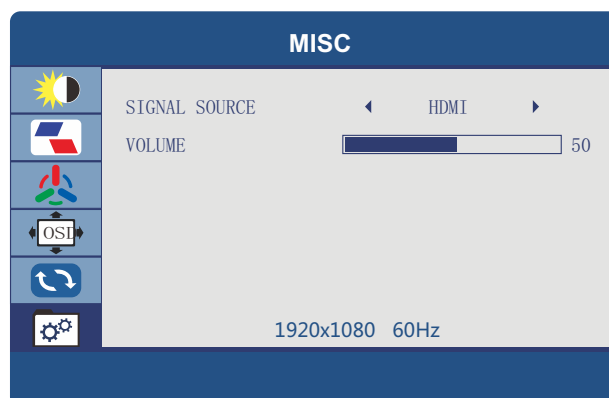 MISC
SIGNAL SOURCE HDMI
VOLUME 50
OSD
1920x1080 60Hz